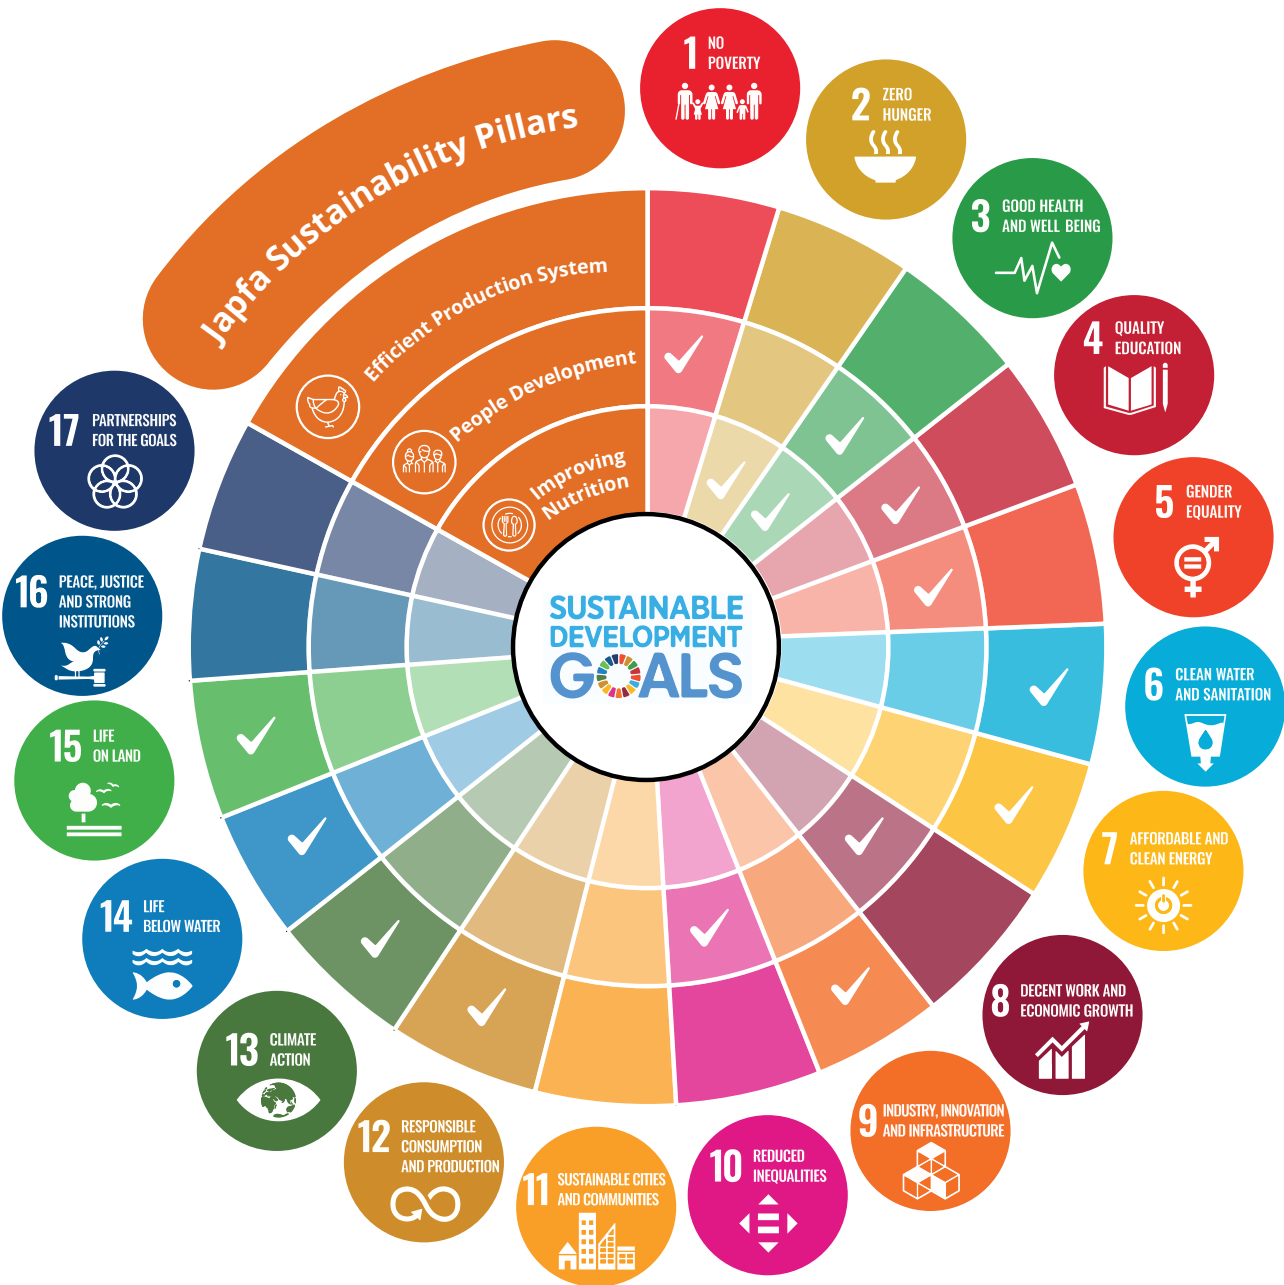 Japfa Sustainability Pillars
Efficient Production System
People Development
Improving
Nutrition
SUSTAINABLE
DEVELOPMENT
GOALS
1 NO
POVERTY
2 ZERO
HUNGER
3 GOOD HEALTH
AND WELL BEING
4 QUALITY
EDUCATION
5 GENDER
EQUALITY
6 CLEAN WATER
AND SANITATION
7 AFFORDABLE AND
CLEAN ENERGY
8 DECENT WORK AND
ECONOMIC GROWTH
9 INDUSTRY, INNOVATION
AND INFRASTRUCTURE
10 REDUCED
INEQUALITIES
11 SUSTAINABLE CITIES
AND COMMUNITIES
12 RESPONSIBLE
CONSUMPTION
AND PRODUCTION
13 CLIMATE
ACTION
14 LIFE
BELOW WATER
15 LIFE
ON LAND
16 PEACE, JUSTICE
AND STRONG
INSTITUTIONS
17 PARTNERSHIPS
FOR THE GOALS